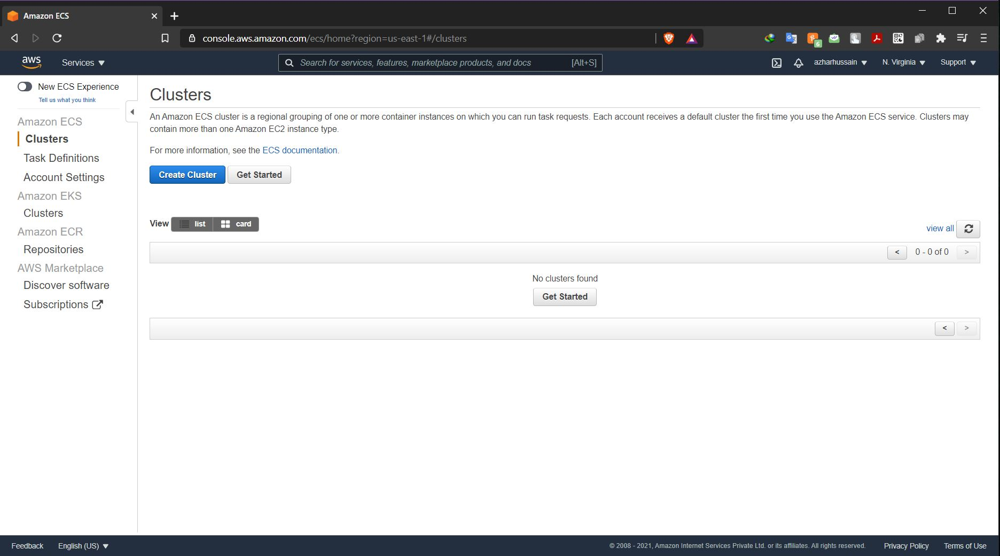 Amazon ECS
console.aws.amazon.com/ecs/home?region=us-east-1#/clusters
6
aws
Services
Search for services, features, marketplace products, and docs
[Alt+S]
azharhussain
N. Virginia
Support
New ECS Experience
Tell us what you think
Amazon ECS
Clusters
Task Definitions
Account Settings
Amazon EKS
Clusters
Amazon ECR
Repositories
AWS Marketplace
Discover software
Subscriptions
Clusters
An Amazon ECS cluster is a regional grouping of one or more container instances on which you can run task requests. Each account receives a default cluster the first time you use the Amazon ECS service. Clusters may
contain more than one Amazon EC2 instance type.
For more information, see the ECS documentation.
Create Cluster
Get Started
View
list
card
view all
<
0 - 0 of 0
>
No clusters found
Get Started
<
>
Feedback
English (US)
© 2008 - 2021, Amazon Internet Services Private Ltd. or its affiliates. All rights reserved.
Privacy Policy
Terms of Use